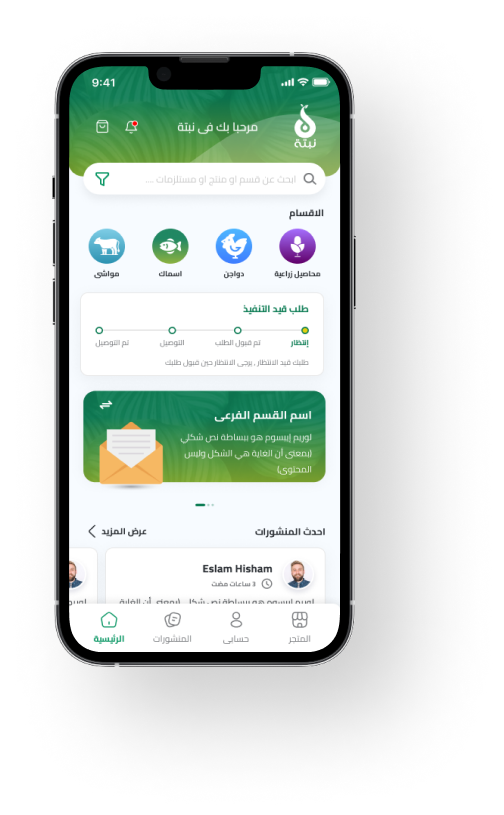 9:41
نبتة
مرحبا بك فى نبتة
ابحث عن قسم او منتج او مستلزمات ...
الاقسام
محاصيل زراعية
دواجن
اسماك
مواشى
طلب قيد التنفيذ
إنتظار
تم قبول الطلب
التوصيل
تم التوصيل
طلبك قيد الانتظار , يرجى الانتظار حين قبول طلبك
اسم القسم الفرعى
لوريم إيبسوم هو ببساطة نص شكلي
(بمعنى أن الغاية هي الشكل وليس
المحتوى)
احدث المنشورات
عرض المزيد
Eslam Hisham
3 ساعات مضت
لوريم إيبسوم هو ببساطة نص شكلي (بمعنى أن الغاية
المتجر
حسابى
المنشورات
الرئيسية